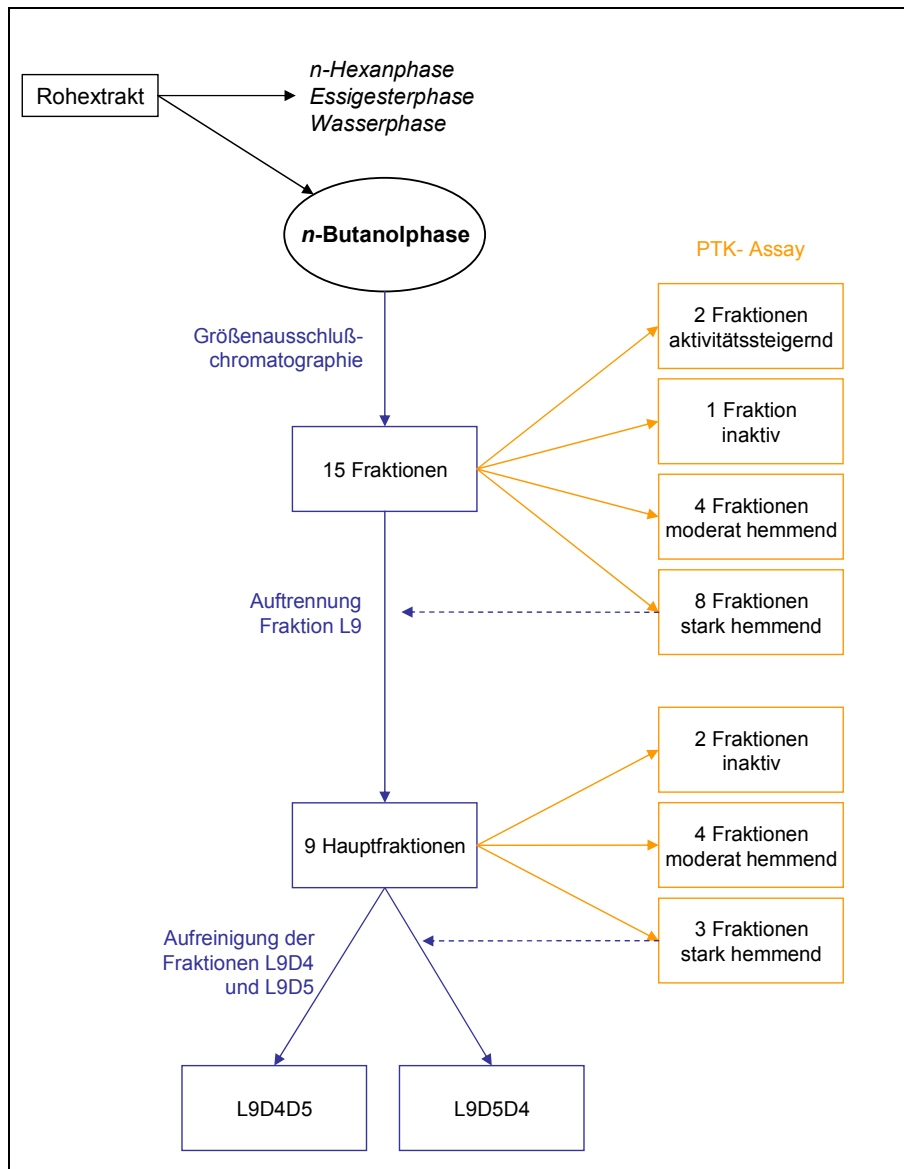 Rohextrakt
n-Hexanphase
Essigesterphase
Wasserphase
n-Butanolphase
PTK- Assay
Größenausschluß-
chromatographie
2 Fraktionen
aktivitätssteigernd
1 Fraktion
inaktiv
15 Fraktionen
4 Fraktionen
moderat hemmend
Auftrennung
Fraktion L9
8 Fraktionen
stark hemmend
2 Fraktionen
inaktiv
9 Hauptfraktionen
4 Fraktionen
moderat hemmend
Aufreinigung der
Fraktionen L9D4
und L9D5
3 Fraktionen
stark hemmend
L9D4D5
L9D5D4